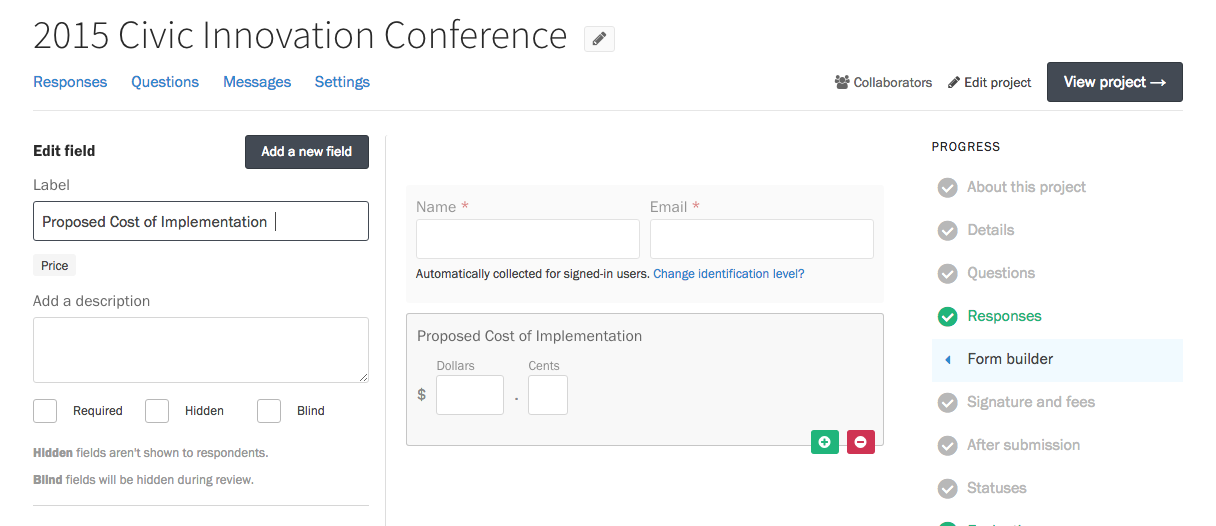 2015 Civic Innovation Conference
Responses Questions Messages Settings
Collaborators Edit project View project →
Edit field Add a new field
Label
Proposed Cost of Implementation
Price
Add a description
Required Hidden Blind
Hidden fields aren't shown to respondents.
Blind fields will be hidden during review.
Name * Email *
Automatically collected for signed-in users. Change identification level?
Proposed Cost of Implementation
Dollars Cents
$ .
PROGRESS
About this project
Details
Questions
Responses
Form builder
Signature and fees
After submission
Statuses